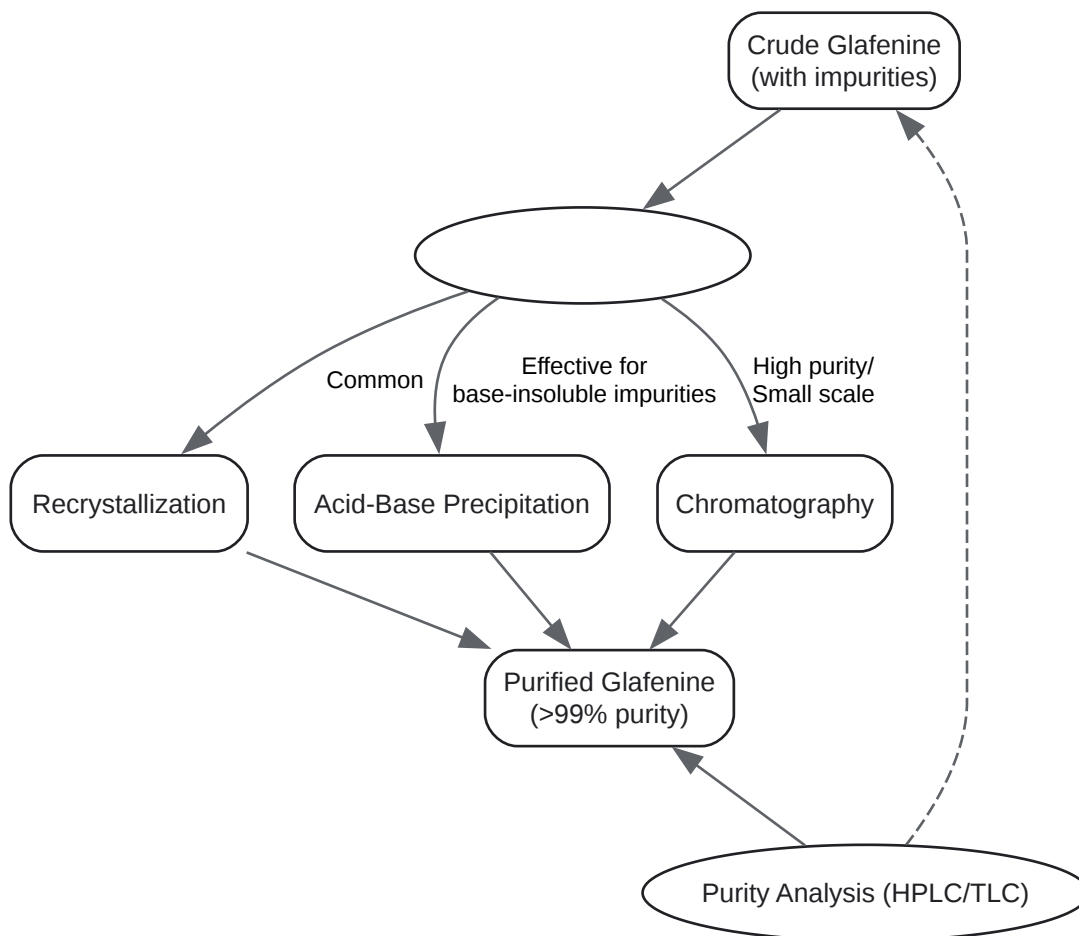 Crude Glafenine
(with impurities)
Common
Effective for
base-insoluble impurities
High purity/
Small scale
Recrystallization
Acid-Base Precipitation
Chromatography
Purified Glafenine
(>99% purity)
Purity Analysis (HPLC/TLC)